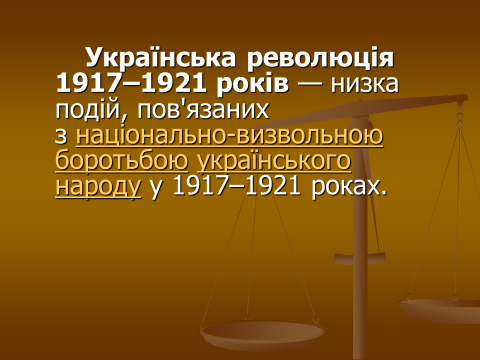 Українська революція
1917–1921 років — низка
подій, пов'язаних
з національно-визвольною
боротьбою українського
народу у 1917–1921 роках.